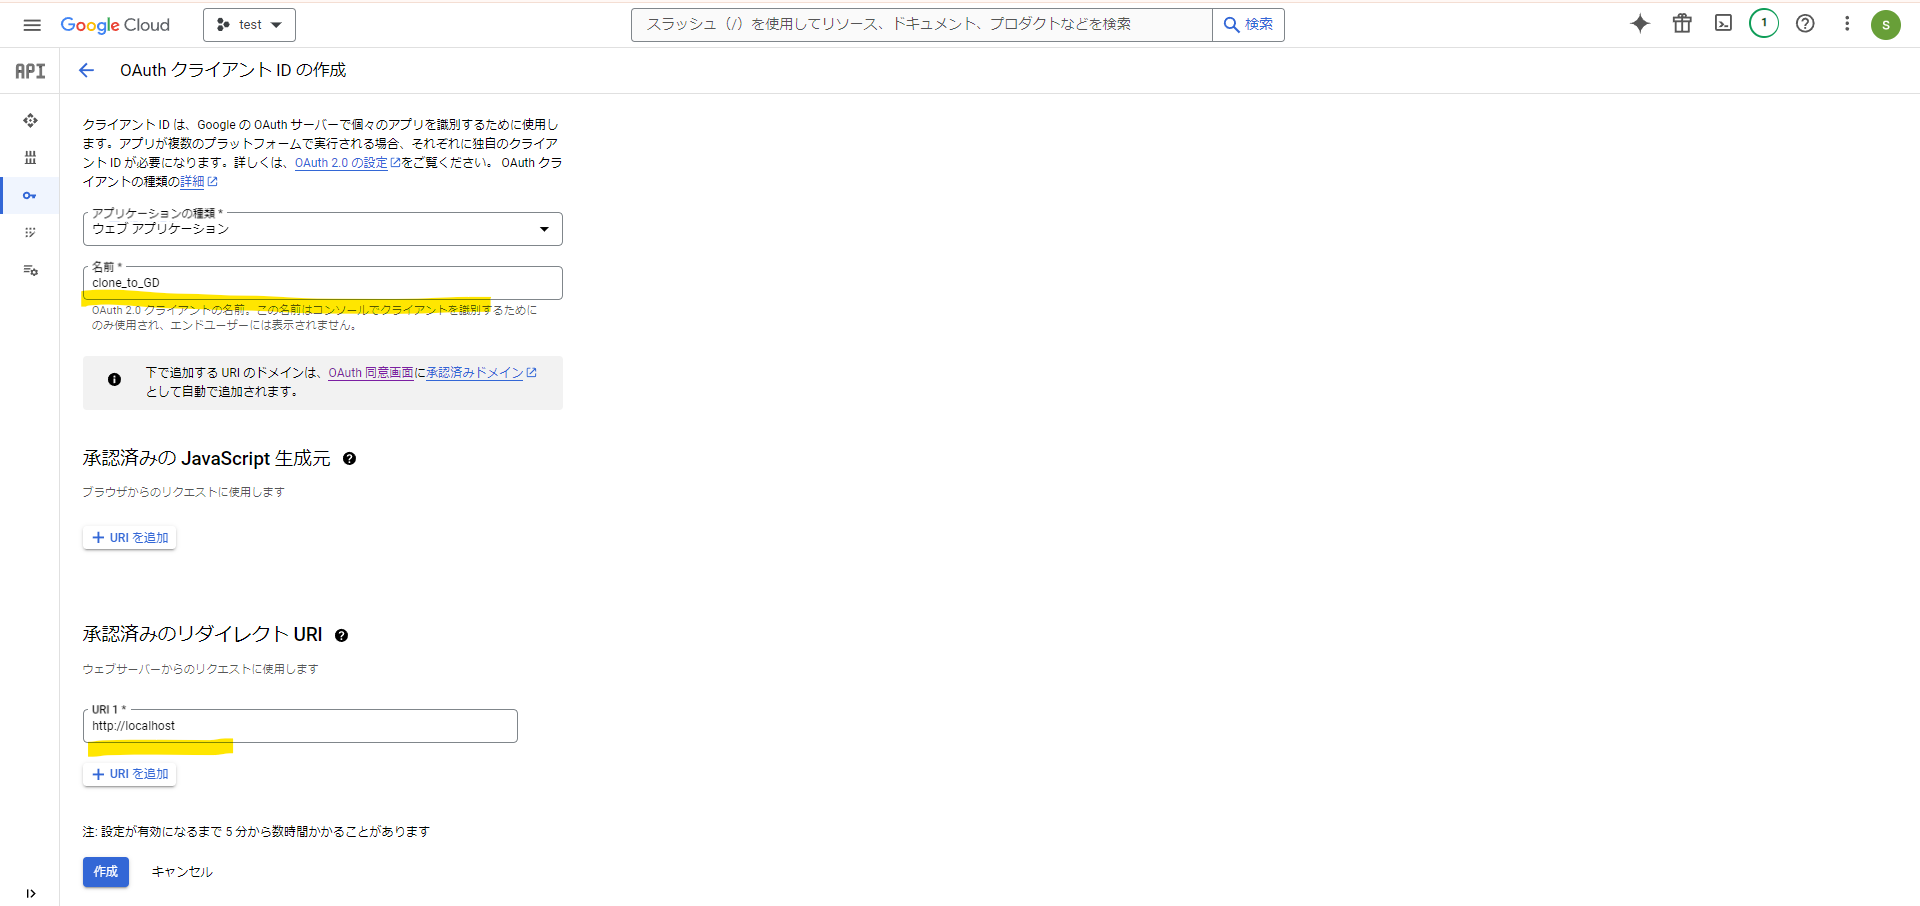 Google Cloud
test
スラッシュ（/）を使用してリソース、ドキュメント、プロダクトなどを検索
検索
1
S
API
OAuth クライアント ID の作成
クライアント ID は、Google の OAuth サーバーで個々のアプリを識別するために使用し
ます。アプリが複数のプラットフォームで実行される場合、それぞれに独自のクライア
ント ID が必要になります。詳しくは、OAuth 2.0 の設定をご覧ください。 OAuth クラ
イアントの種類の詳細
アプリケーションの種類 *
ウェブ アプリケーション
名前 *
clone_to_GD
OAuth 2.0 クライアントの名前。この名前はコンソールでクライアントを識別するために
のみ使用され、エンドユーザーには表示されません。
下で追加する URI のドメインは、OAuth 同意画面に承認済みドメイン
として自動で追加されます。
承認済みの JavaScript 生成元
ブラウザからのリクエストに使用します
+ URI を追加
承認済みのリダイレクト URI
ウェブサーバーからのリクエストに使用します
URI 1 *
http://localhost
+ URI を追加
注: 設定が有効になるまで 5 分から数時間かかることがあります
作成
キャンセル